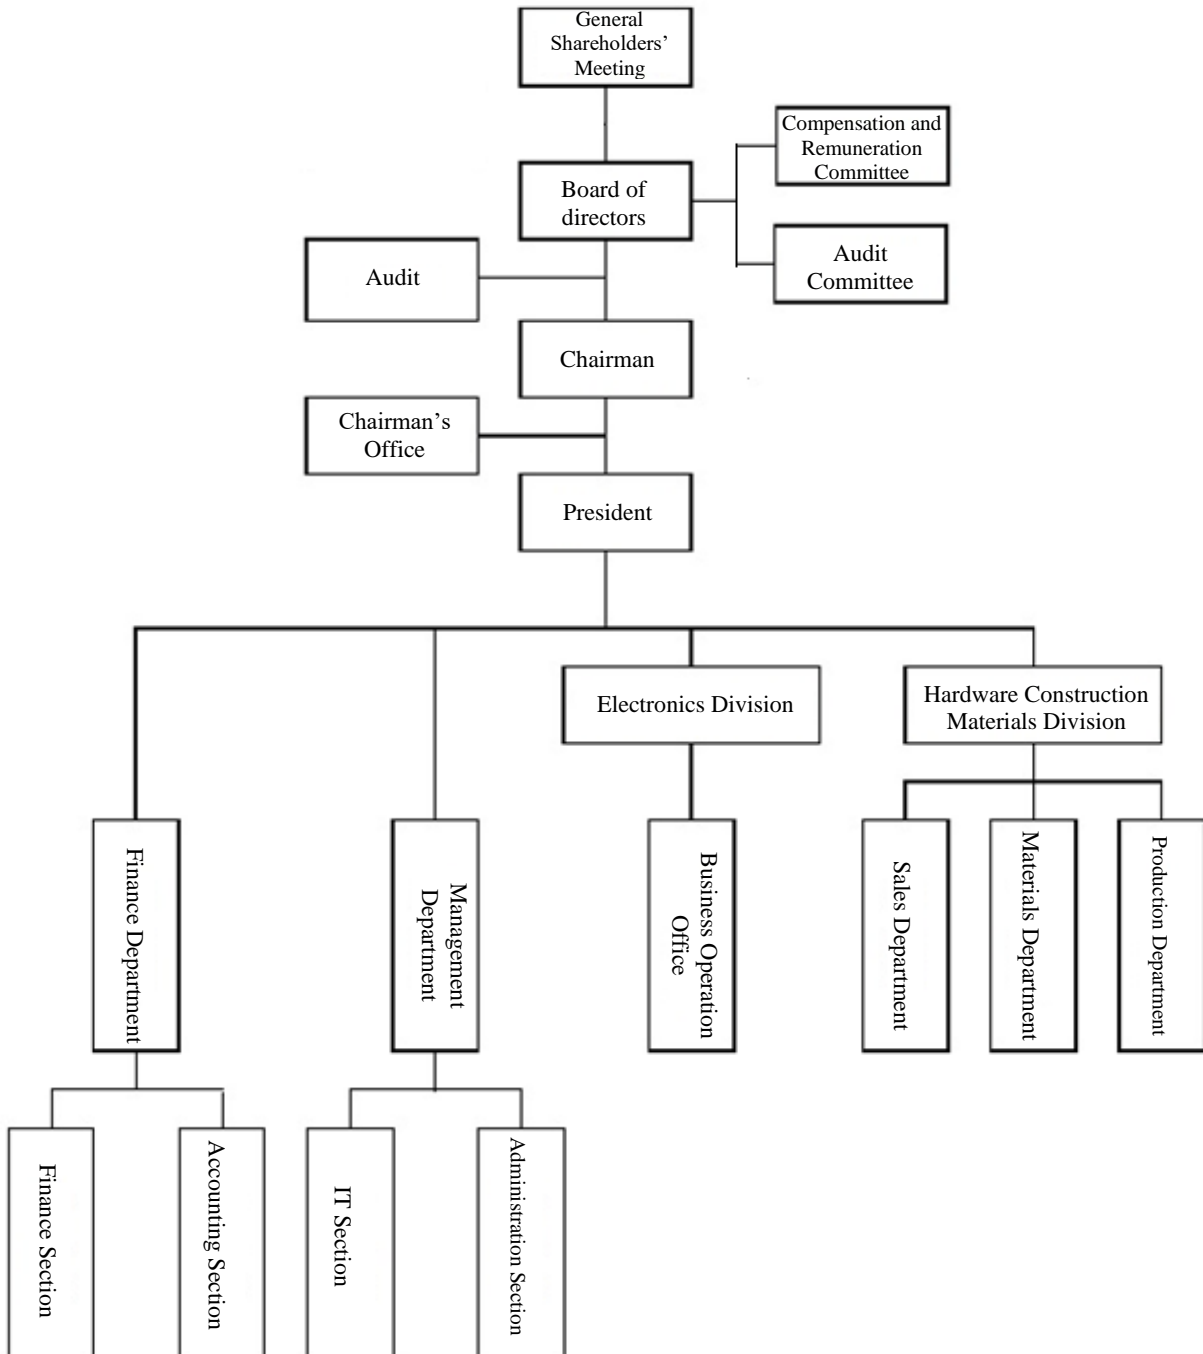 General
Shareholders’
Meeting
Compensation and
Remuneration
Committee
Board of
directors
Audit
Committee
Audit
Chairman
Chairman’s
Office
President
Electronics Division
Hardware Construction
Materials Division
Finance Department
Management
Department
Business Operation
Office
Sales Department
Materials Department
Production Department
Finance Section
Accounting Section
IT Section
Administration Section